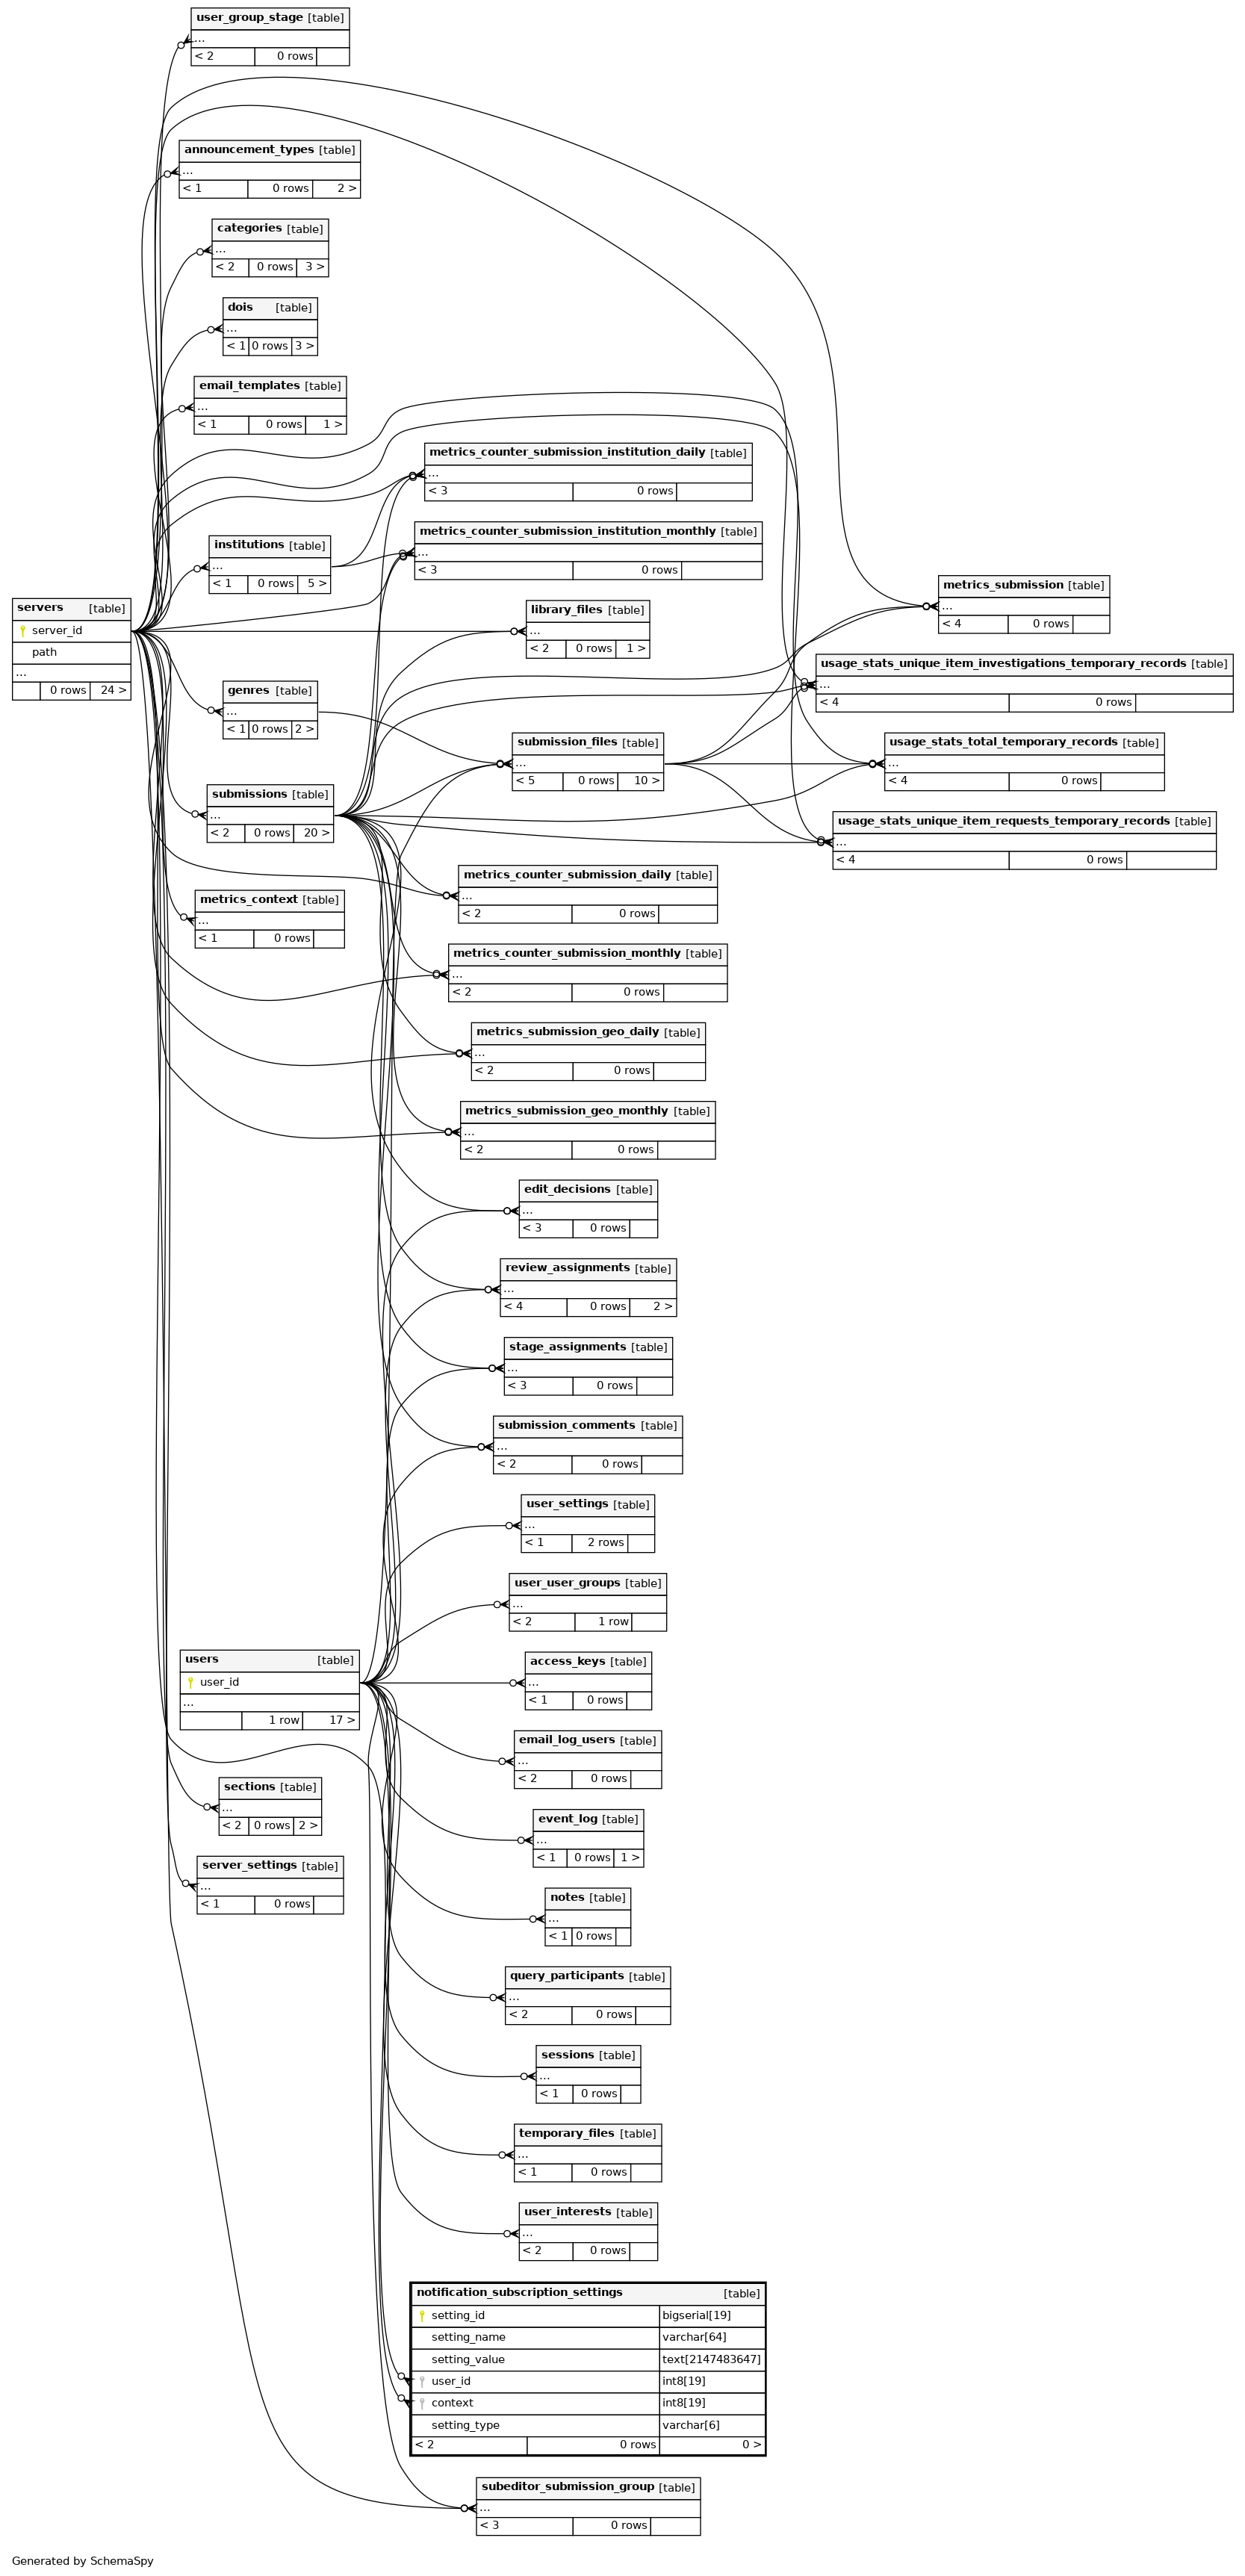 user_group_stage [table]
...
< 2 0 rows
announcement_types [table]
...
< 1 0 rows 2 >
categories [table]
...
< 2 0 rows 3 >
dois [table]
...
< 1 0 rows 3 >
email_templates [table]
...
< 1 0 rows 1 >
metrics_counter_submission_institution_daily [table]
...
< 3 0 rows
metrics_counter_submission_institution_monthly [table]
...
< 3 0 rows
institutions [table]
...
< 1 0 rows 5 >
metrics_submission [table]
...
< 4 0 rows
servers [table]
server_id
path
...
0 rows 24 >
library_files [table]
...
< 2 0 rows 1 >
usage_stats_unique_item_investigations_temporary_records [table]
...
< 4 0 rows
genres [table]
...
< 1 0 rows 2 >
submission_files [table]
...
< 5 0 rows 10 >
usage_stats_total_temporary_records [table]
...
< 4 0 rows
submissions [table]
...
< 2 0 rows 20 >
usage_stats_unique_item_requests_temporary_records [table]
...
< 4 0 rows
metrics_counter_submission_daily [table]
...
< 2 0 rows
metrics_context [table]
...
< 1 0 rows
metrics_counter_submission_monthly [table]
...
< 2 0 rows
metrics_submission_geo_daily [table]
...
< 2 0 rows
metrics_submission_geo_monthly [table]
...
< 2 0 rows
edit_decisions [table]
...
< 3 0 rows
review_assignments [table]
...
< 4 0 rows 2 >
stage_assignments [table]
...
< 3 0 rows
submission_comments [table]
...
< 2 0 rows
user_settings [table]
...
< 1 2 rows
user_user_groups [table]
...
< 2 1 row
users [table]
user_id
...
1 row 17 >
access_keys [table]
...
< 1 0 rows
email_log_users [table]
...
< 2 0 rows
sections [table]
...
< 2 0 rows 2 >
event_log [table]
...
< 1 0 rows 1 >
server_settings [table]
...
< 1 0 rows
notes [table]
...
< 1 0 rows
query_participants [table]
...
< 2 0 rows
sessions [table]
...
< 1 0 rows
temporary_files [table]
...
< 1 0 rows
user_interests [table]
...
< 2 0 rows
notification_subscription_settings [table]
setting_id bigserial[19]
setting_name varchar[64]
setting_value text[2147483647]
user_id int8[19]
context int8[19]
setting_type varchar[6]
< 2 0 rows 0 >
subeditor_submission_group [table]
...
< 3 0 rows
Generated by SchemaSpy